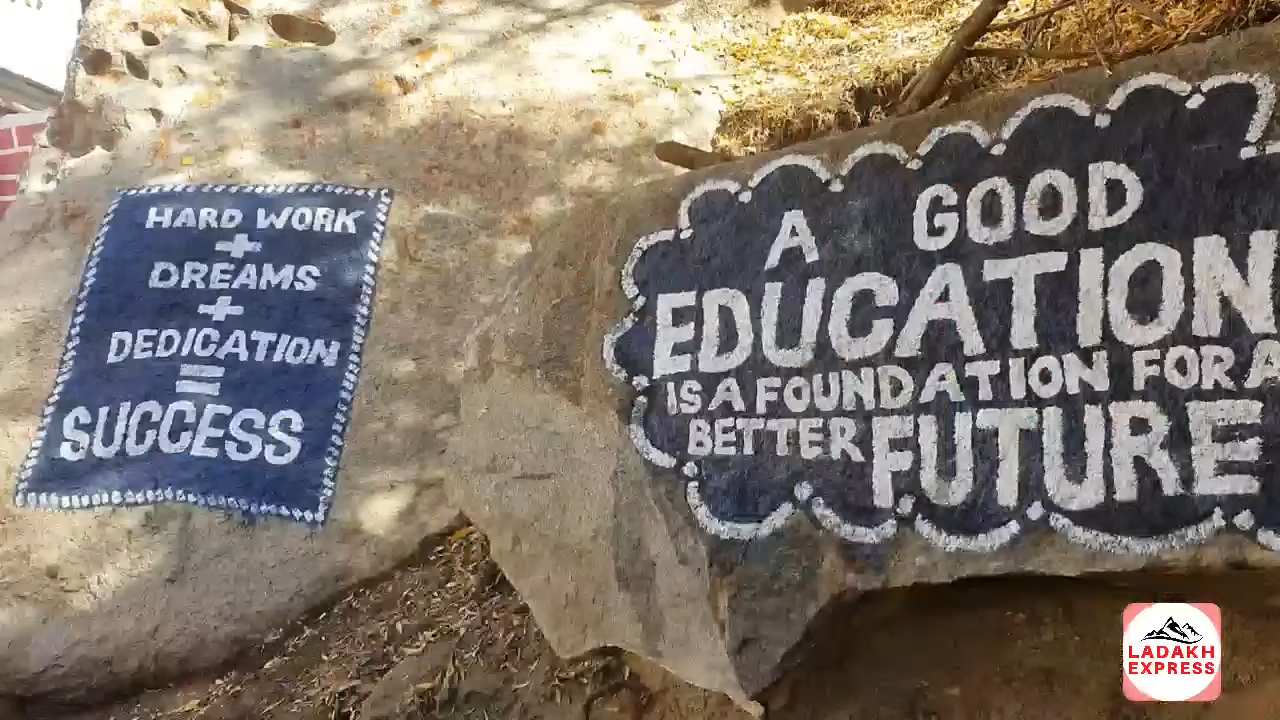 HARD WORK
+
DREAMS
+
DEDICATION
=
SUCCESS
A GOOD
EDUCATION
IS A FOUNDATION FOR A
BETTER FUTURE
LADAKH
EXPRESS